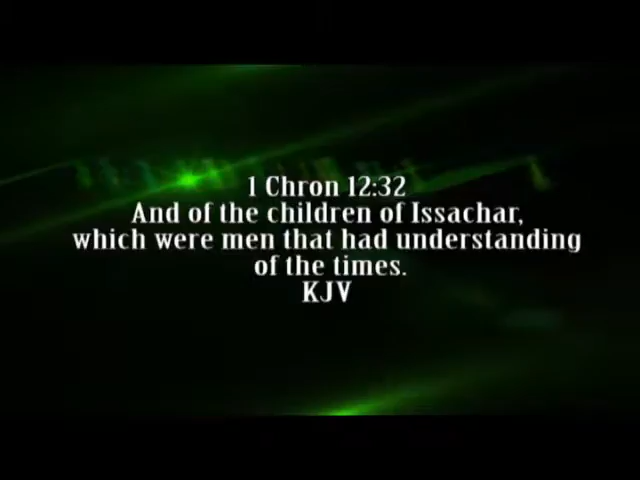 1 Chron 12:32
And of the children of Issachar,
which were men that had understanding
of the times.
KJV